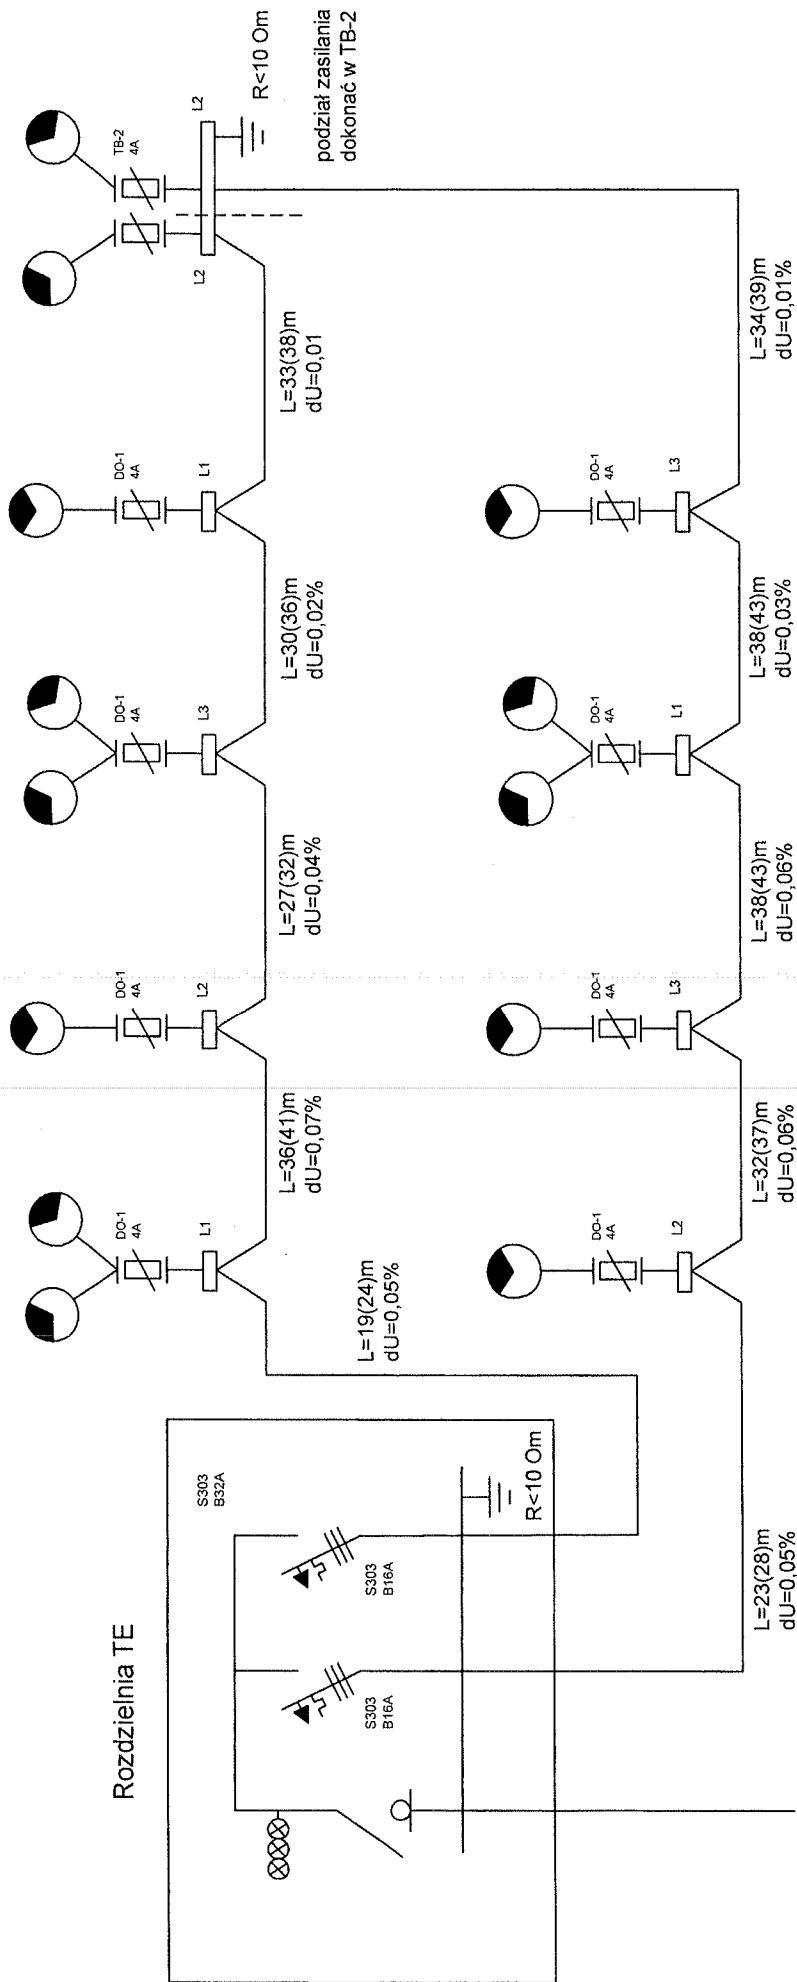 Rozdzielnia TE
S303
B32A
S303
B16A
S303
B16A
R<10 Om
L=19(24)m
dU=0,05%
DO-1
4A
L1
L=36(41)m
dU=0,07%
DO-1
4A
L2
L=27(32)m
dU=0,04%
DO-1
4A
L3
L=30(36)m
dU=0,02%
DO-1
4A
L1
L=33(38)m
dU=0,01
L2
TB-2
4A
L2
R<10 Om
podział zasilania
dokonać w TB-2
L=23(28)m
dU=0,05%
DO-1
4A
L2
L=32(37)m
dU=0,06%
DO-1
4A
L3
L=38(43)m
dU=0,06%
DO-1
4A
L1
L=38(43)m
dU=0,03%
DO-1
4A
L3
L=34(39)m
dU=0,01%